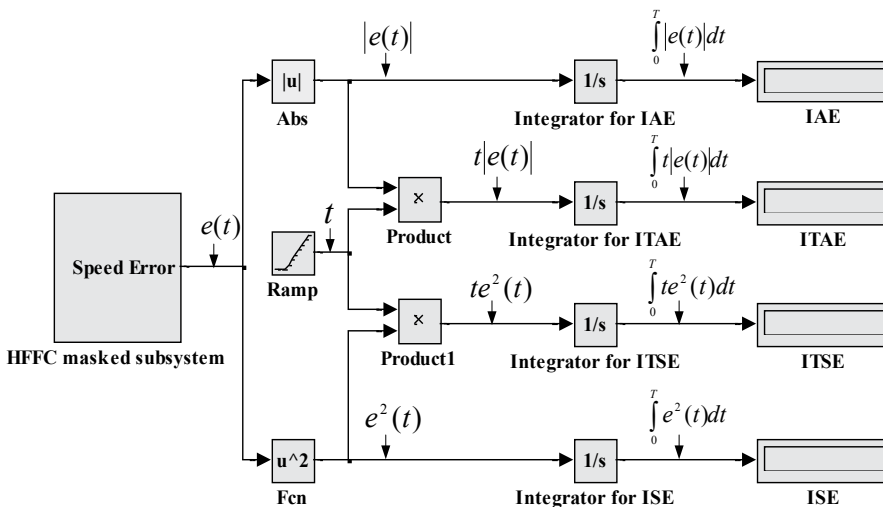 |e(t)|
∫₀ᵀ |e(t)|dt
|u|
1/s
Abs
Integrator for IAE
IAE
t|e(t)|
∫₀ᵀ t|e(t)|dt
×
1/s
Product
Integrator for ITAE
ITAE
e(t)
t
Speed Error
Ramp
HFFC masked subsystem
te²(t)
∫₀ᵀ te²(t)dt
×
1/s
Product1
Integrator for ITSE
ITSE
e²(t)
∫₀ᵀ e²(t)dt
u^2
1/s
Fcn
Integrator for ISE
ISE